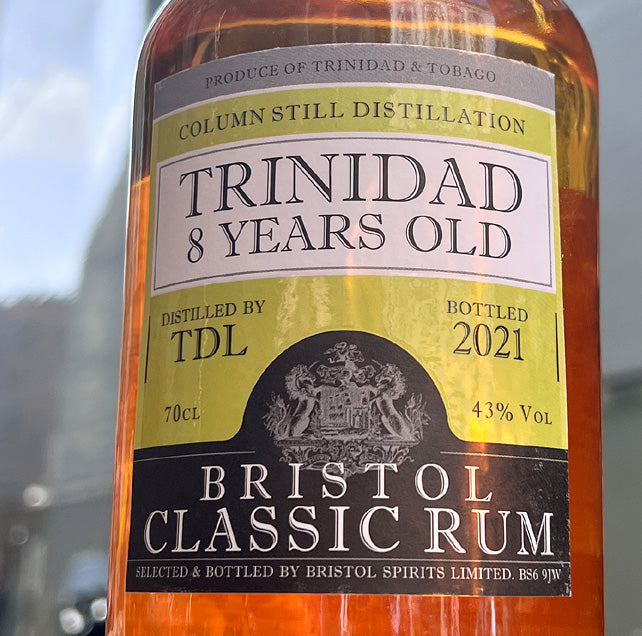 PRODUCE OF TRINIDAD & TOBAGO
COLUMN STILL DISTILLATION
TRINIDAD
8 YEARS OLD
DISTILLED BY
TDL
BOTTLED
2021
70CL
43% VOL
BRISTOL
CLASSIC RUM
SELECTED & BOTTLED BY BRISTOL SPIRITS LIMITED. BS6 9JW